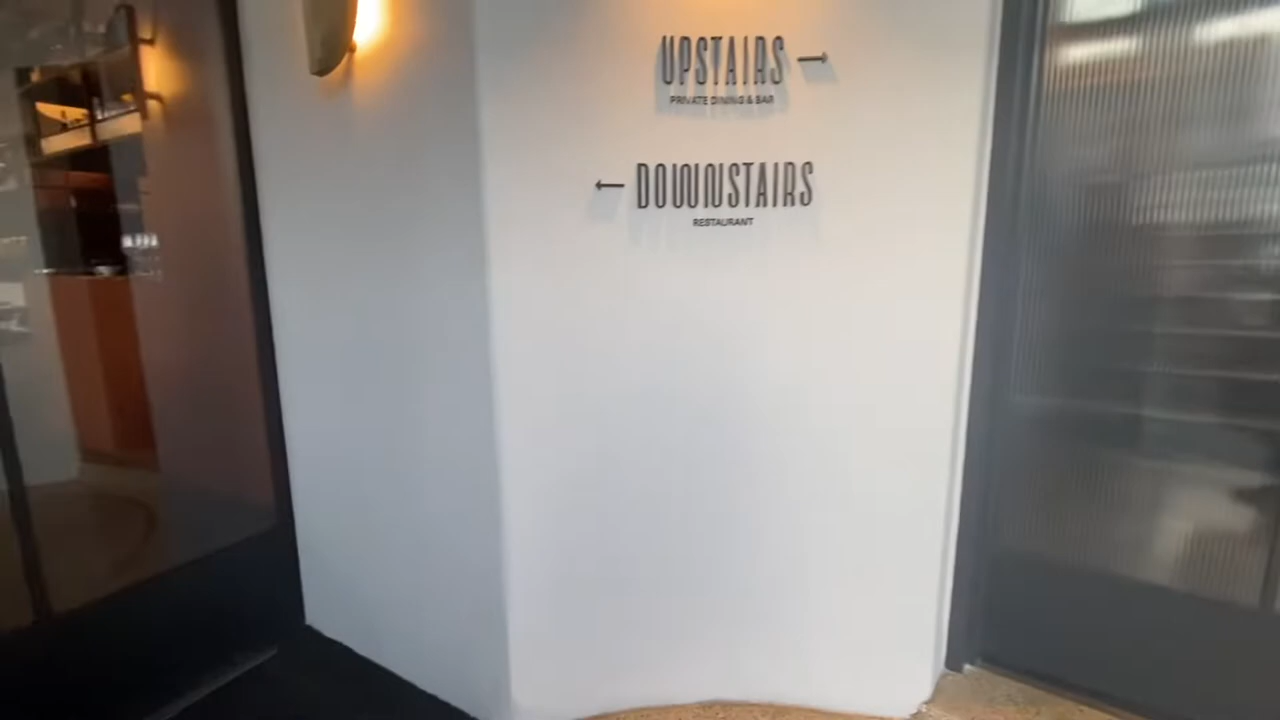 UPSTAIRS →
PRIVATE DINING & BAR
← DOWNSTAIRS
RESTAURANT